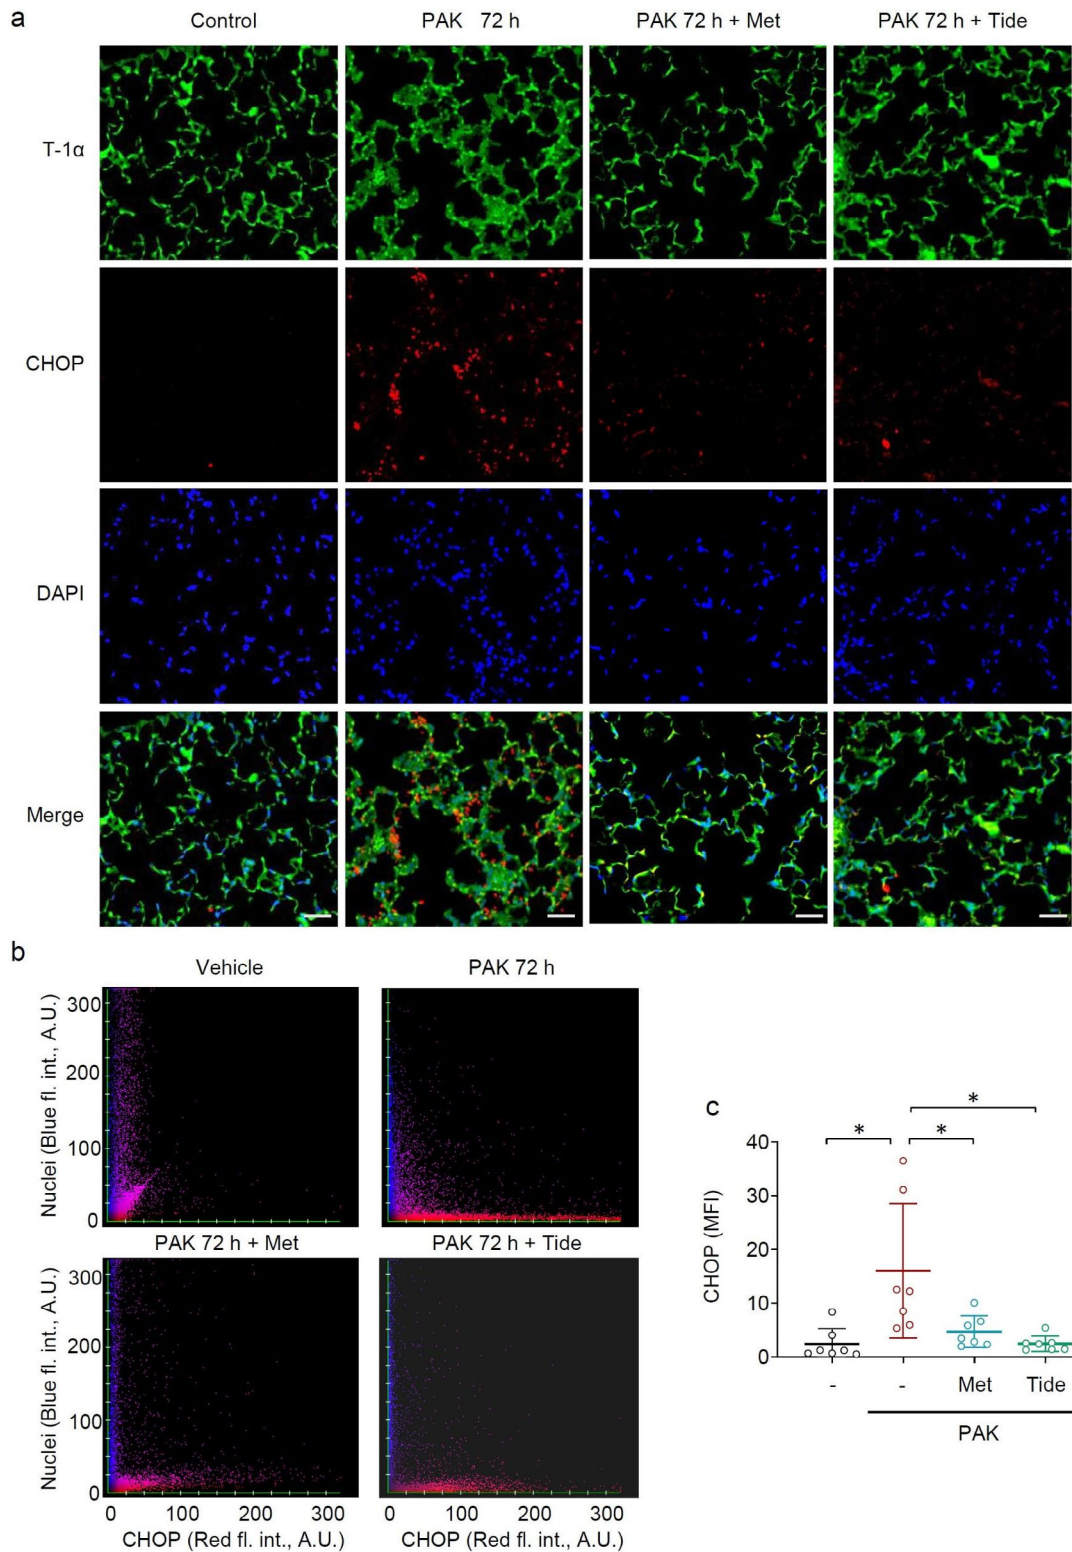 a
Control
PAK 72 h
PAK 72 h + Met
PAK 72 h + Tide
T-1α
CHOP
DAPI
Merge
b
Vehicle
PAK 72 h
Nuclei (Blue fl. int., A.U.)
300
200
100
0
PAK 72 h + Met
PAK 72 h + Tide
Nuclei (Blue fl. int., A.U.)
300
200
100
0
0 100 200 300
0 100 200 300
CHOP (Red fl. int., A.U.)
CHOP (Red fl. int., A.U.)
c
*
* *
CHOP (MFI)
40
30
20
10
0
- - Met Tide
PAK